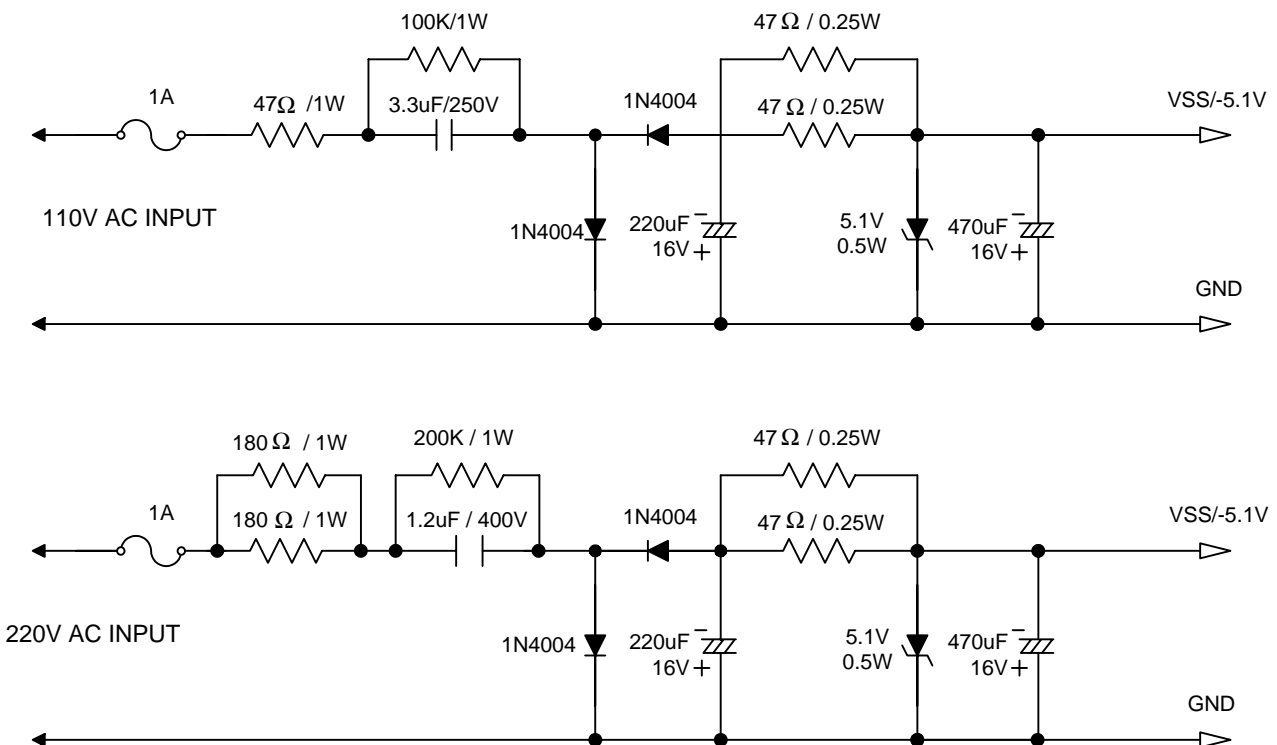 100K/1W
47Ω / 0.25W
1A
47Ω /1W
3.3uF/250V
1N4004
47Ω / 0.25W
VSS/-5.1V
110V AC INPUT
1N4004
220uF −
16V +
5.1V
0.5W
470uF −
16V +
GND
180Ω / 1W
200K / 1W
47Ω / 0.25W
1A
180Ω / 1W
1.2uF / 400V
1N4004
47Ω / 0.25W
VSS/-5.1V
220V AC INPUT
1N4004
220uF −
16V +
5.1V
0.5W
470uF −
16V +
GND